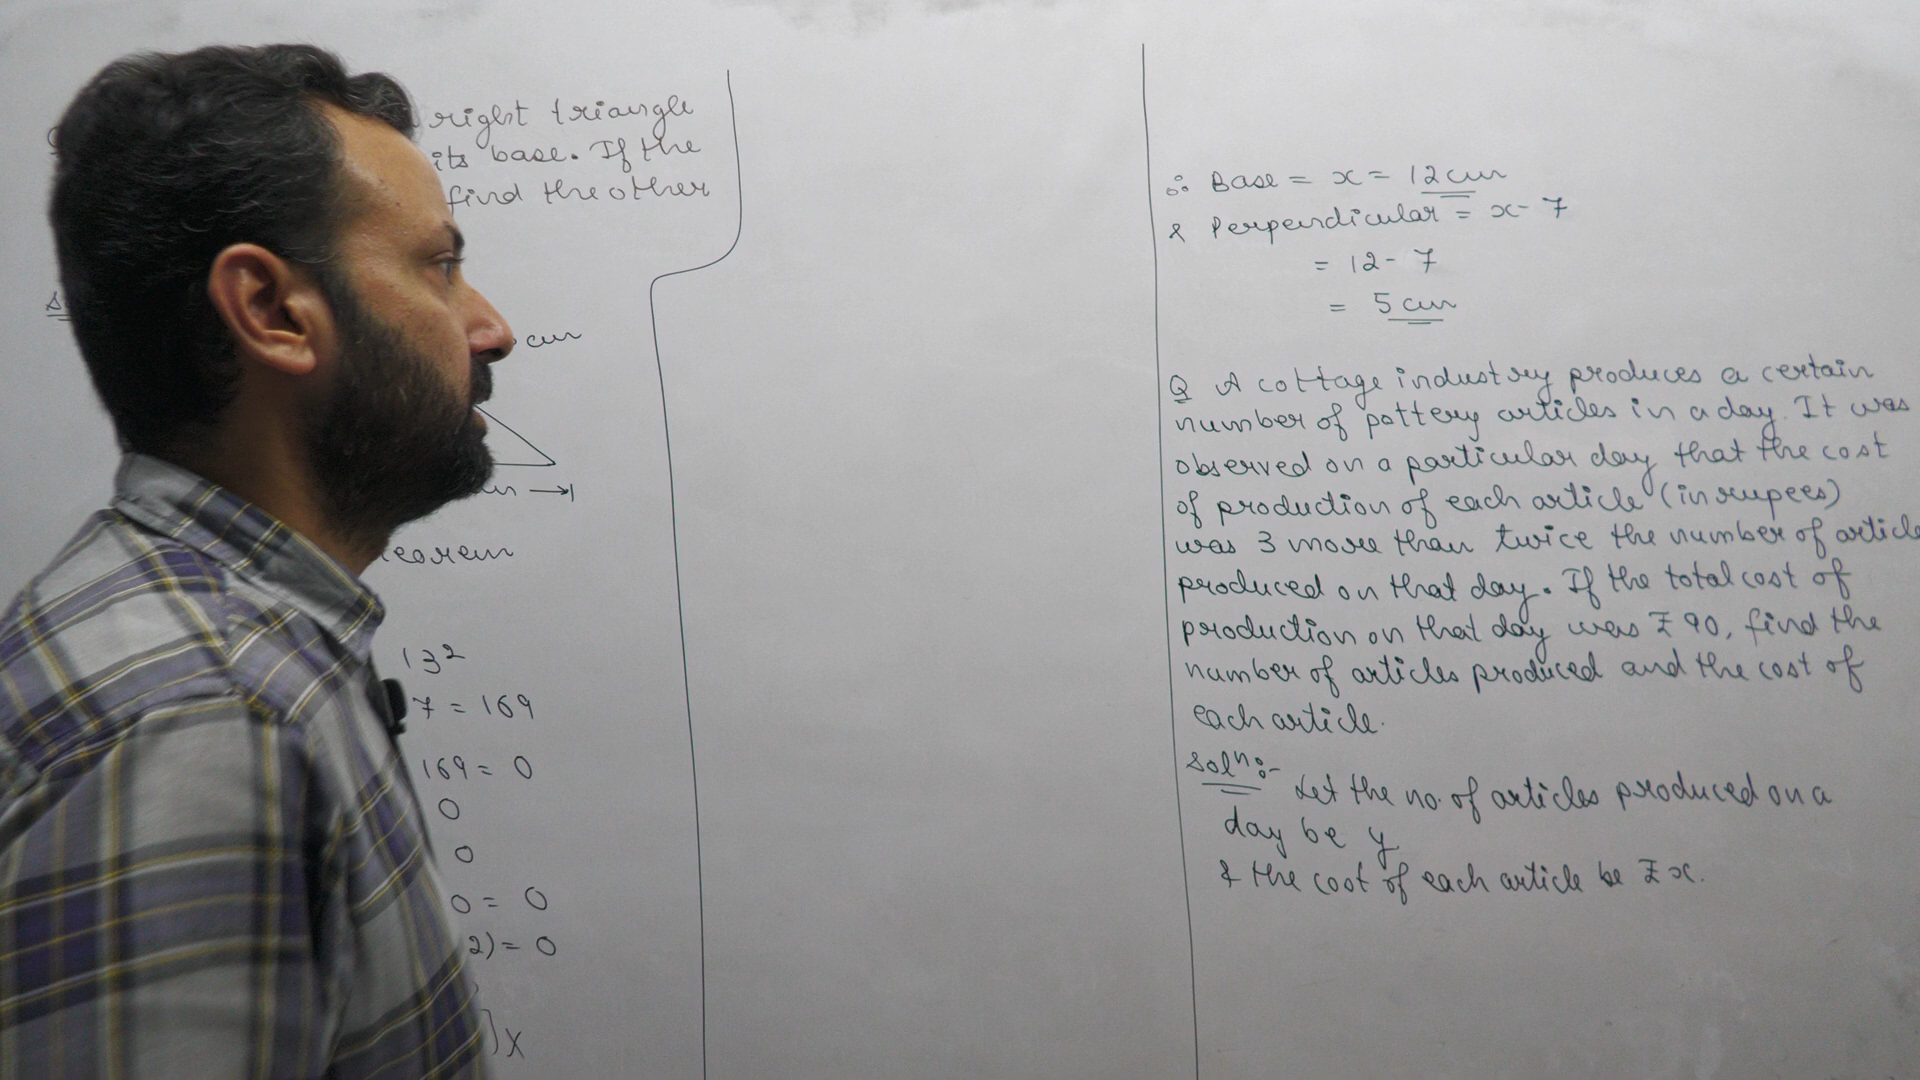 right triangle
its base. If the
find the other
cm
eorem
13²
7 = 169
169 = 0
0
0
0 = 0
2) = 0
] X
∴ Base = x = 12 cm
& Perpendicular = x - 7
= 12 - 7
= 5 cm
Q A cottage industry produces a certain
number of pottery articles in a day. It was
observed on a particular day that the cost
of production of each article (in rupees)
was 3 more than twice the number of article
produced on that day. If the total cost of
production on that day was ₹ 90, find the
number of articles produced and the cost of
each article.
Solⁿ:-
Let the no. of articles produced on a
day be y
& the cost of each article be ₹ x.